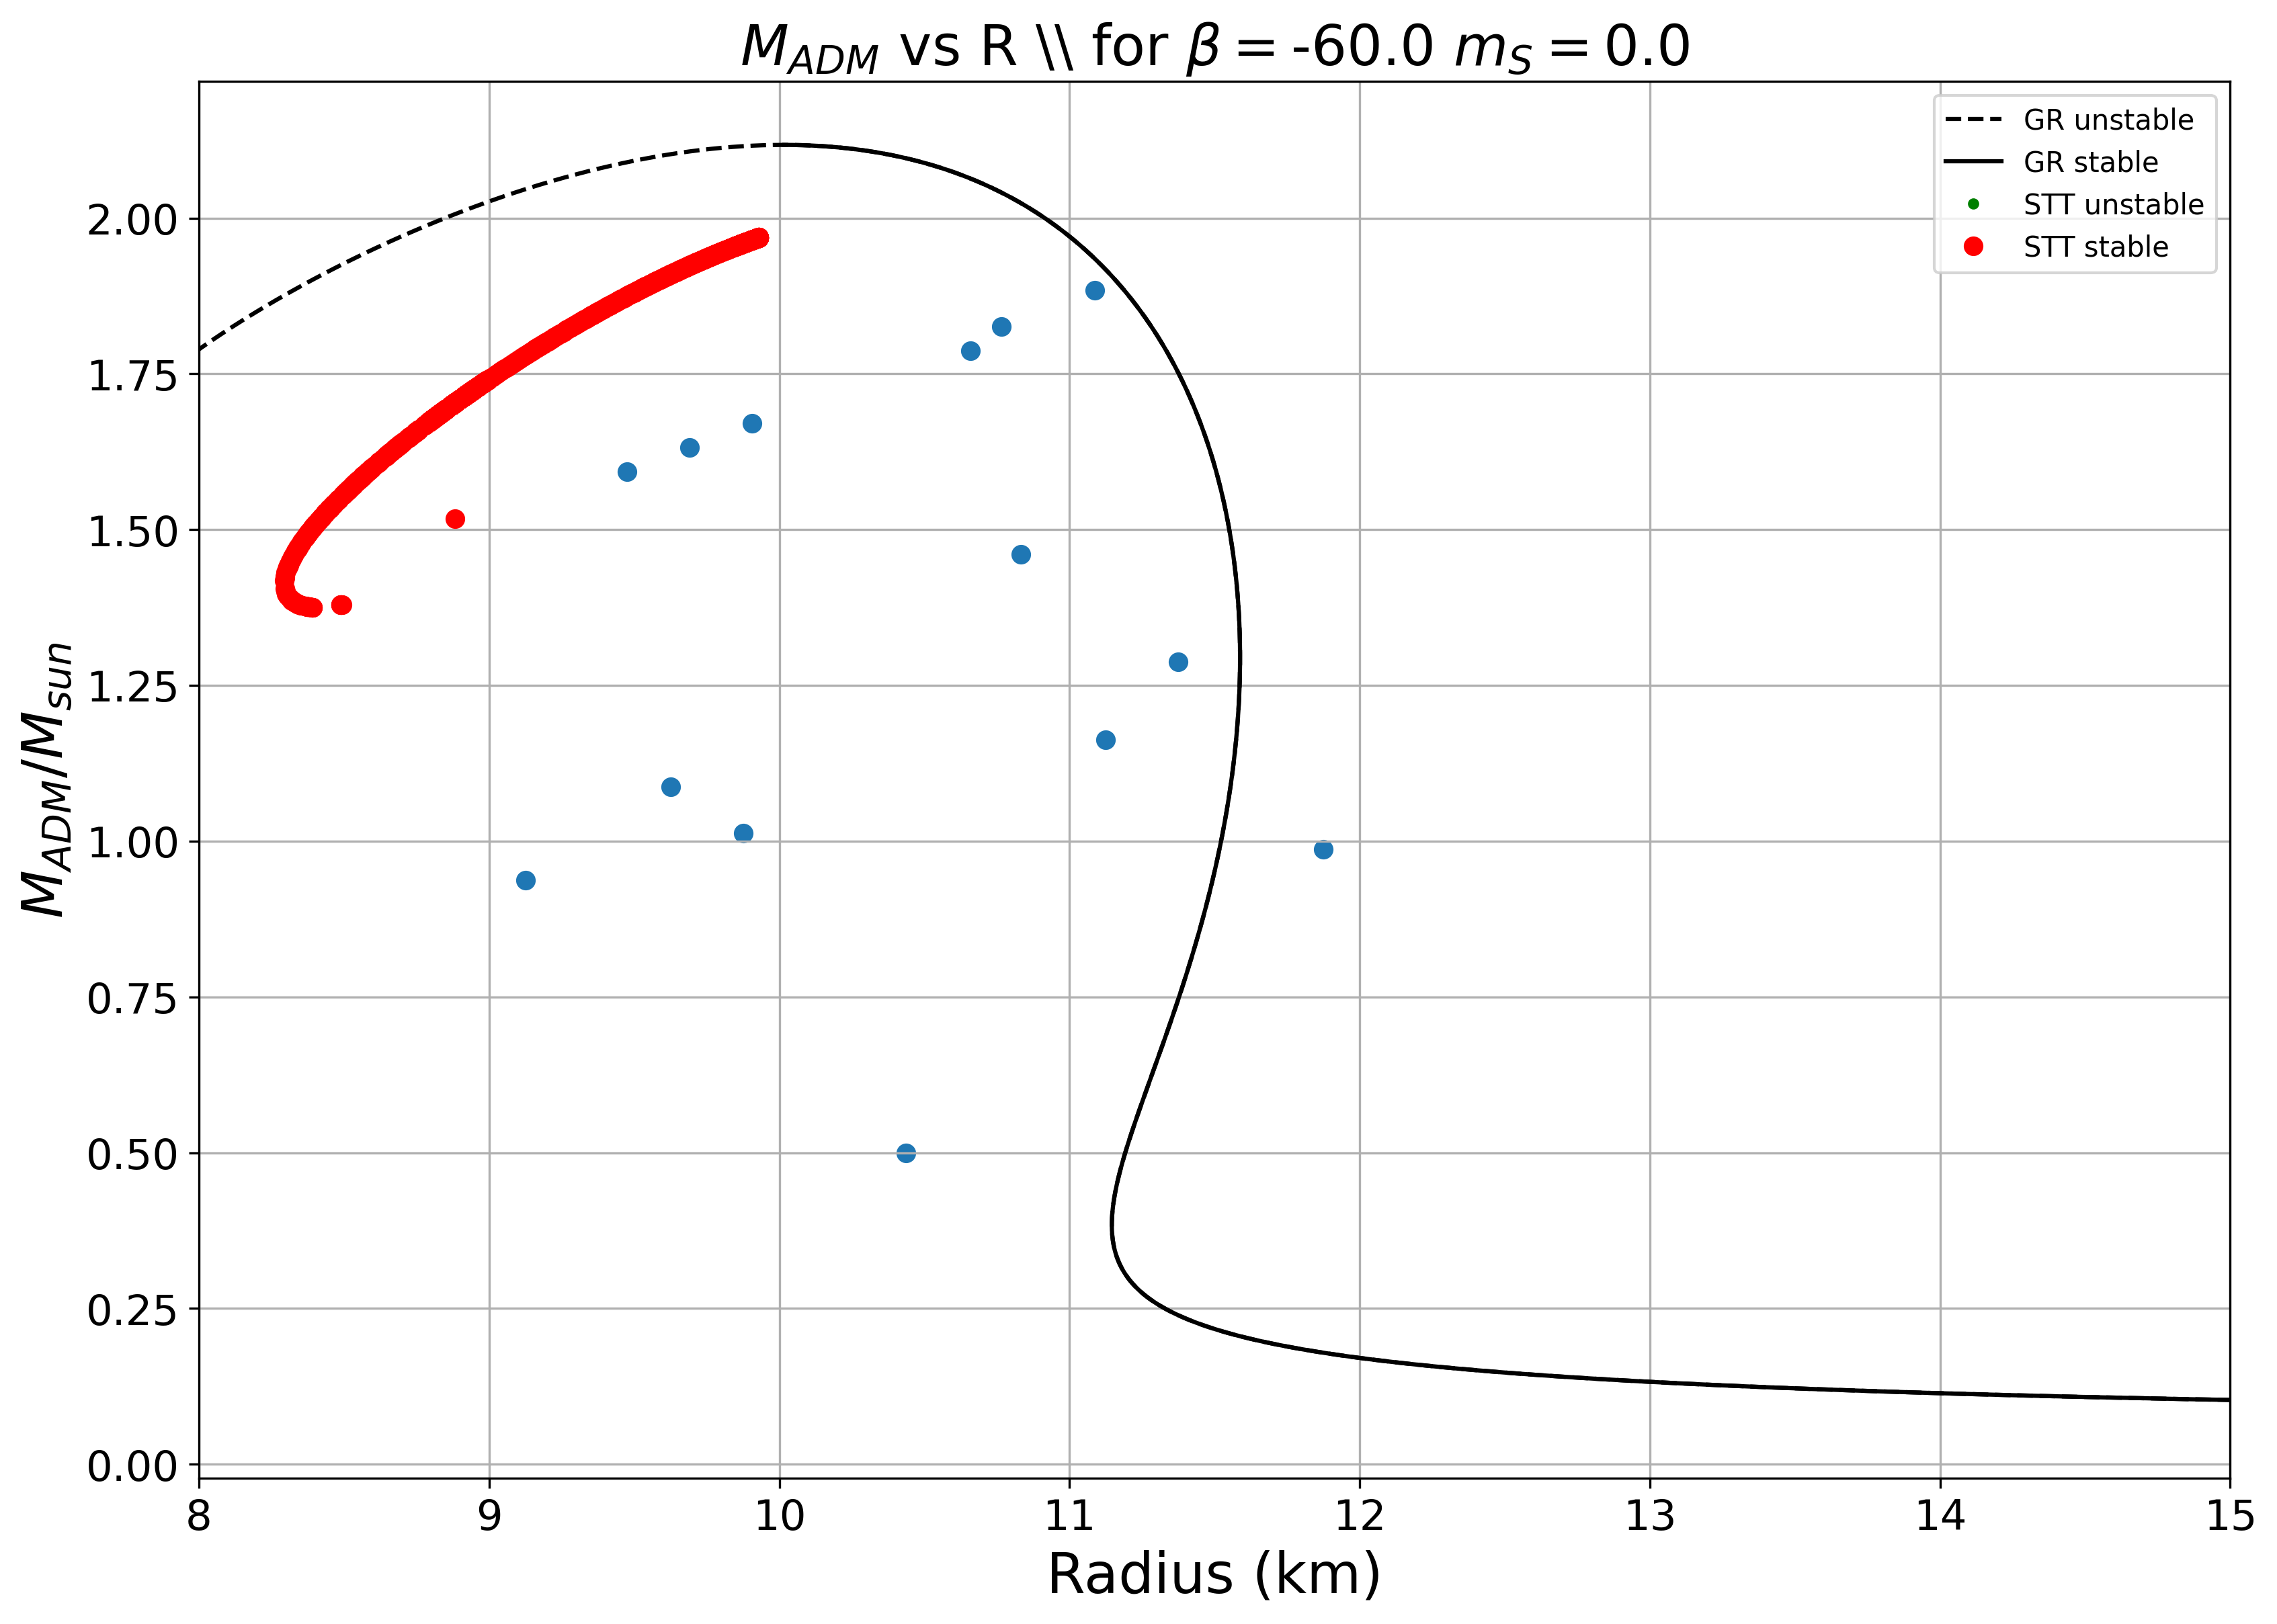 M_ADM vs R \\ for β = -60.0 m_S = 0.0
GR unstable
GR stable
STT unstable
STT stable
M_ADM/M_sun
2.00
1.75
1.50
1.25
1.00
0.75
0.50
0.25
0.00
8 9 10 11 12 13 14 15
Radius (km)